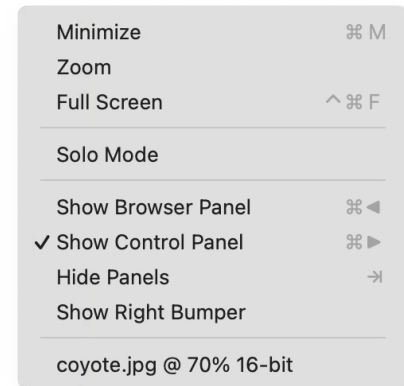 Minimize ⌘ M
Zoom
Full Screen ^ ⌘ F
Solo Mode
Show Browser Panel ⌘ ◀
✓ Show Control Panel ⌘ ▶
Hide Panels ⇥
Show Right Bumper
coyote.jpg @ 70% 16-bit